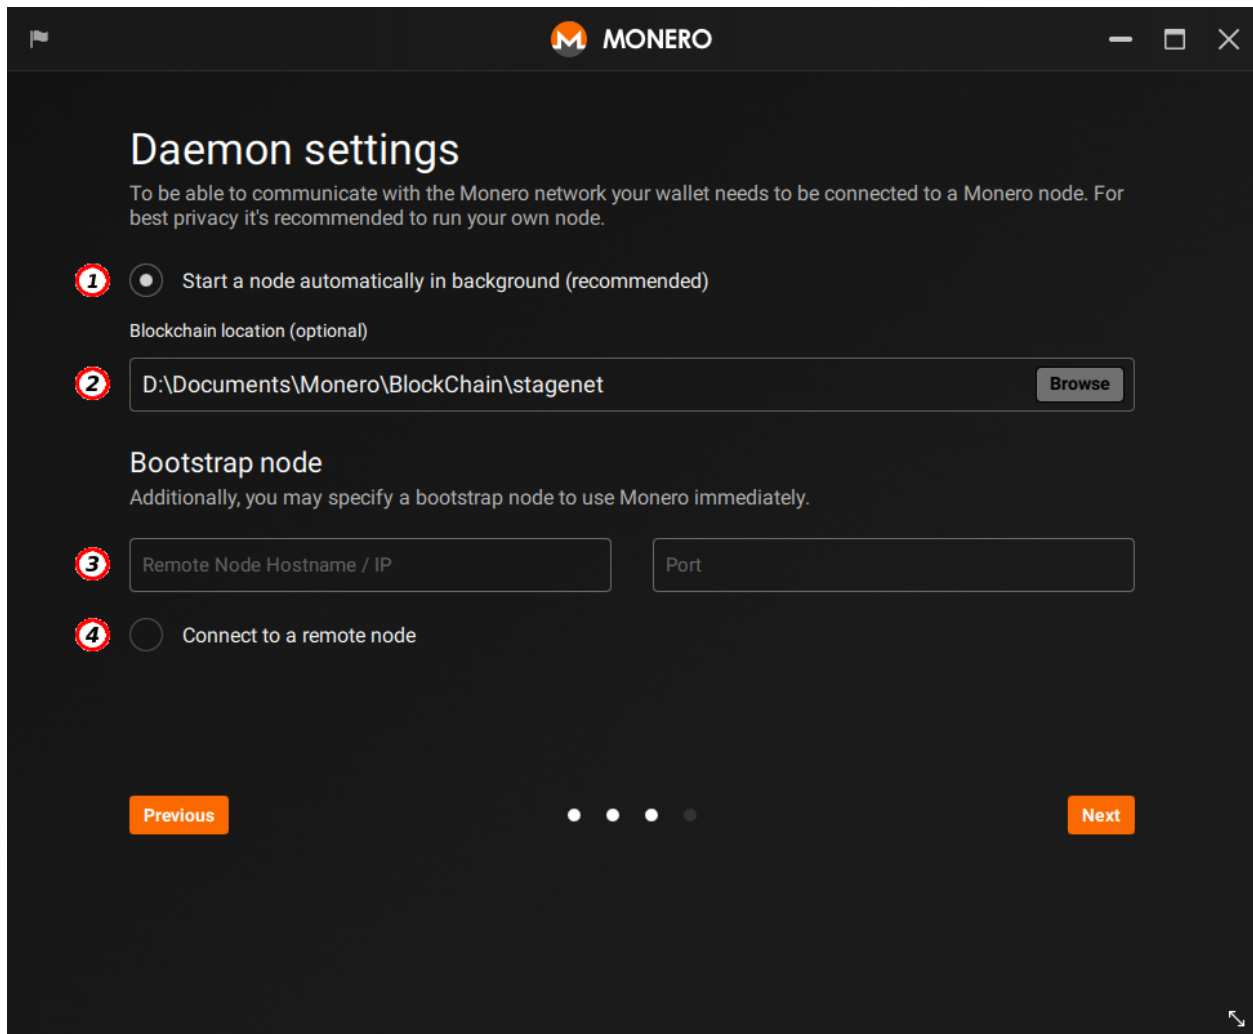 MONERO
Daemon settings
To be able to communicate with the Monero network your wallet needs to be connected to a Monero node. For
best privacy it's recommended to run your own node.
1 Start a node automatically in background (recommended)
Blockchain location (optional)
2 D:\Documents\Monero\BlockChain\stagenet Browse
Bootstrap node
Additionally, you may specify a bootstrap node to use Monero immediately.
3 Remote Node Hostname / IP Port
4 Connect to a remote node
Previous Next